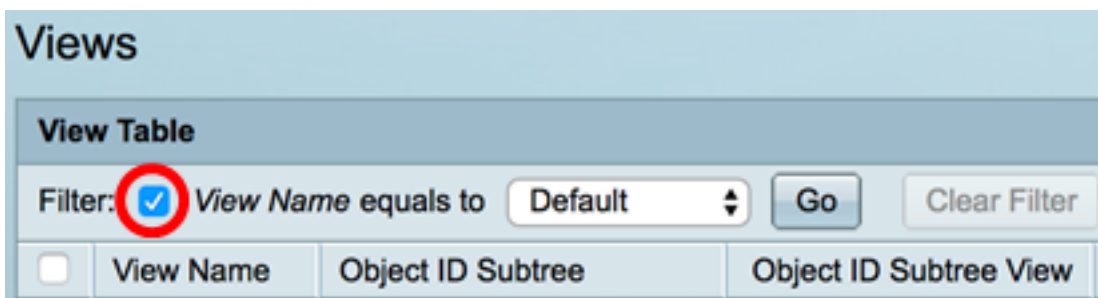 Views
View Table
Filter: View Name equals to Default Go Clear Filter
View Name Object ID Subtree Object ID Subtree View